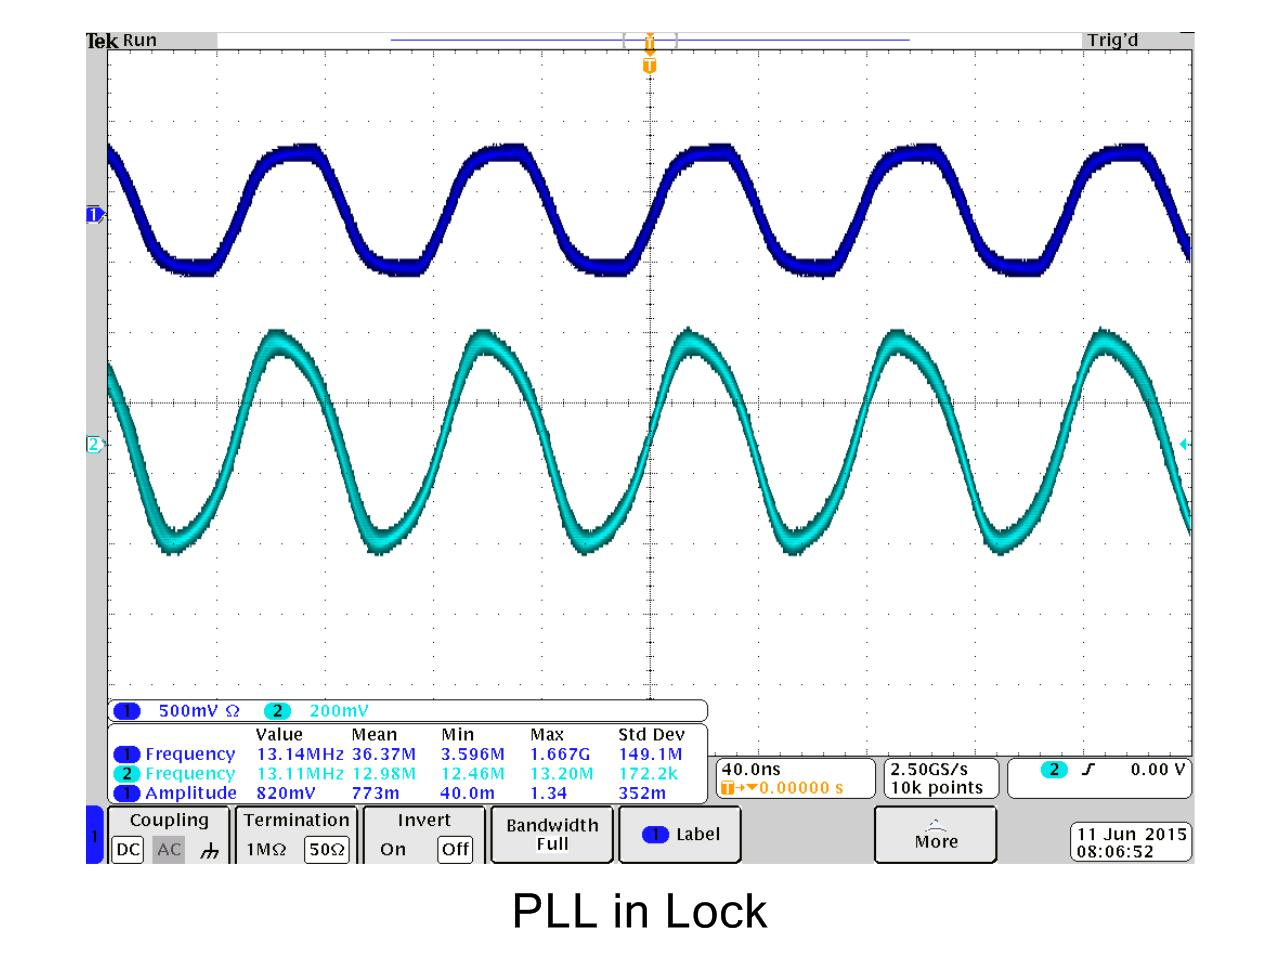 Tek Run
Trig'd
T
T
1
2
1 500mV Ω 2 200mV
Value Mean Min Max Std Dev
1 Frequency 13.14MHz 36.37M 3.596M 1.667G 149.1M
2 Frequency 13.11MHz 12.98M 12.46M 13.20M 172.2k
1 Amplitude 820mV 773m 40.0m 1.34 352m
40.0ns
T→▼0.00000 s
2.50GS/s
10k points
2 0.00 V
1
Coupling
DC AC
Termination
1MΩ 50Ω
Invert
On Off
Bandwidth
Full
1 Label
More
11 Jun 2015
08:06:52
PLL in Lock